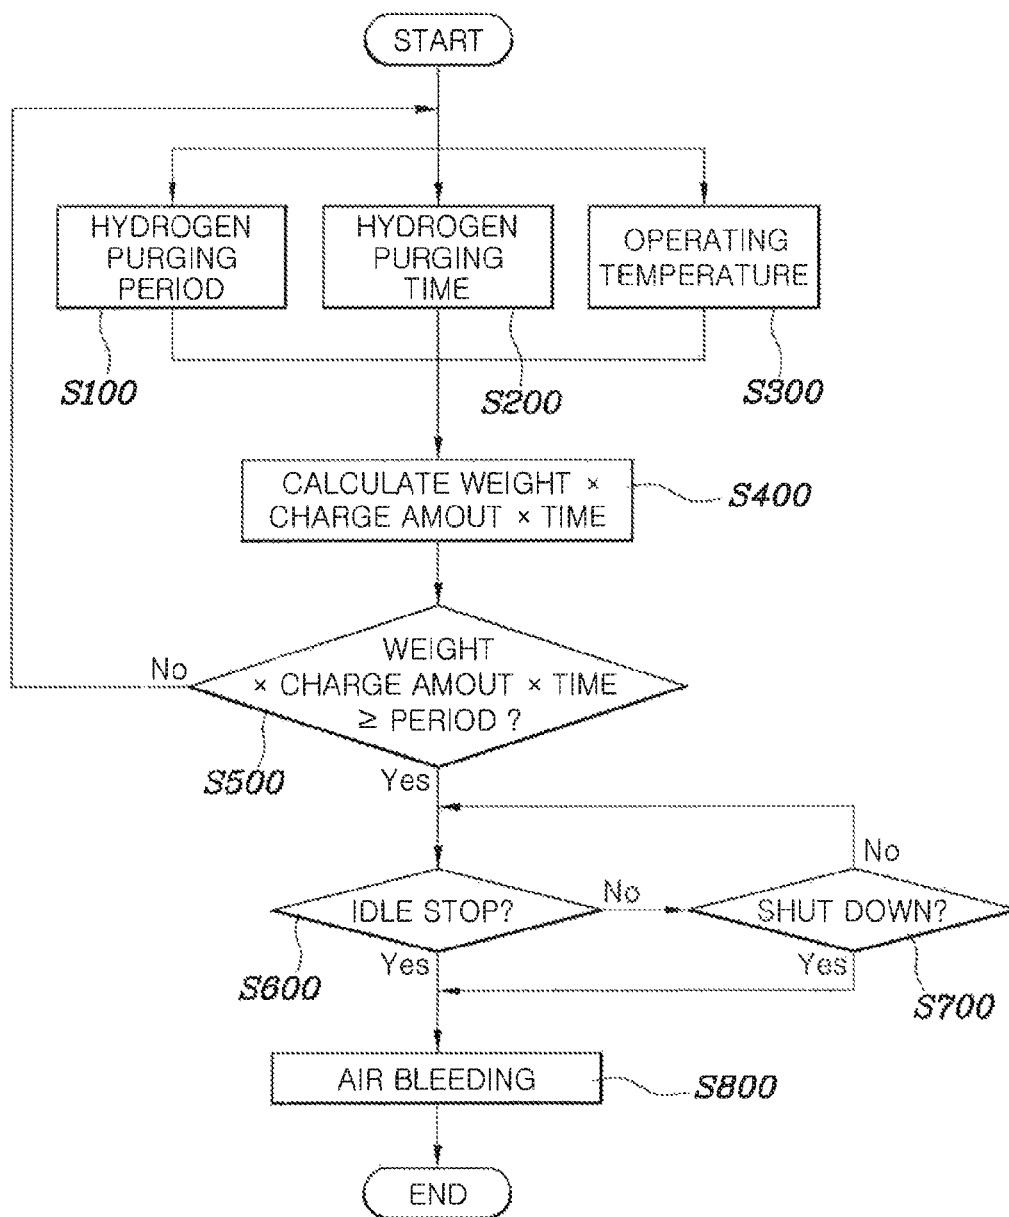 START
HYDROGEN
PURGING
PERIOD
HYDROGEN
PURGING
TIME
OPERATING
TEMPERATURE
S100
S200
S300
CALCULATE WEIGHT ×
CHARGE AMOUT × TIME
S400
WEIGHT
× CHARGE AMOUT × TIME
≥ PERIOD ?
No
S500
Yes
IDLE STOP?
No
SHUT DOWN?
No
S600
Yes
Yes
S700
AIR BLEEDING
S800
END